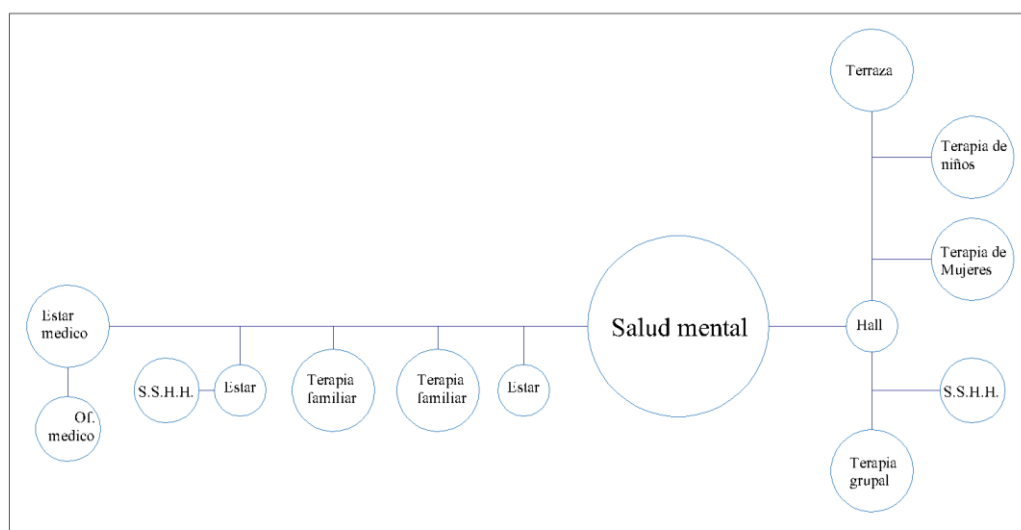 Terraza
Terapia de
niños
Terapia de
Mujeres
Estar
medico
Salud mental
Hall
S.S.H.H.
Estar
Terapia
familiar
Terapia
familiar
Estar
S.S.H.H.
Of.
medico
Terapia
grupal